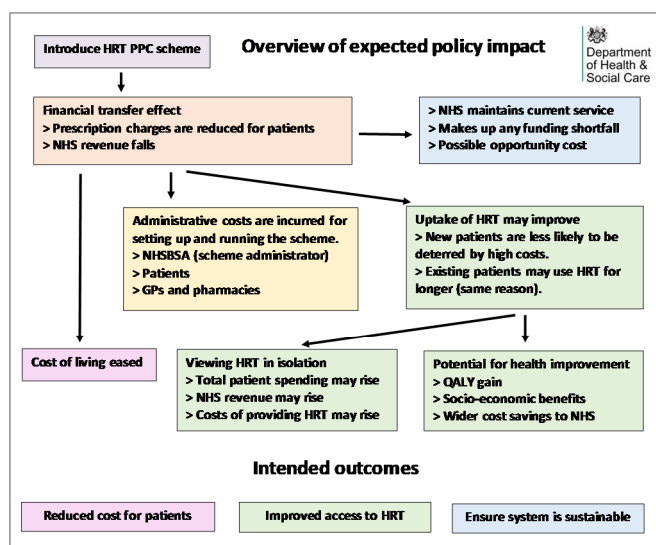 Introduce HRT PPC scheme
Overview of expected policy impact
Department
of Health &
Social Care
Financial transfer effect
> Prescription charges are reduced for patients
> NHS revenue falls
> NHS maintains current service
> Makes up any funding shortfall
> Possible opportunity cost
Administrative costs are incurred for
setting up and running the scheme.
> NHSBSA (scheme administrator)
> Patients
> GPs and pharmacies
Uptake of HRT may improve
> New patients are less likely to be
deterred by high costs.
> Existing patients may use HRT for
longer (same reason).
Cost of living eased
Viewing HRT in isolation
> Total patient spending may rise
> NHS revenue may rise
> Costs of providing HRT may rise
Potential for health improvement
> QALY gain
> Socio-economic benefits
> Wider cost savings to NHS
Intended outcomes
Reduced cost for patients
Improved access to HRT
Ensure system is sustainable